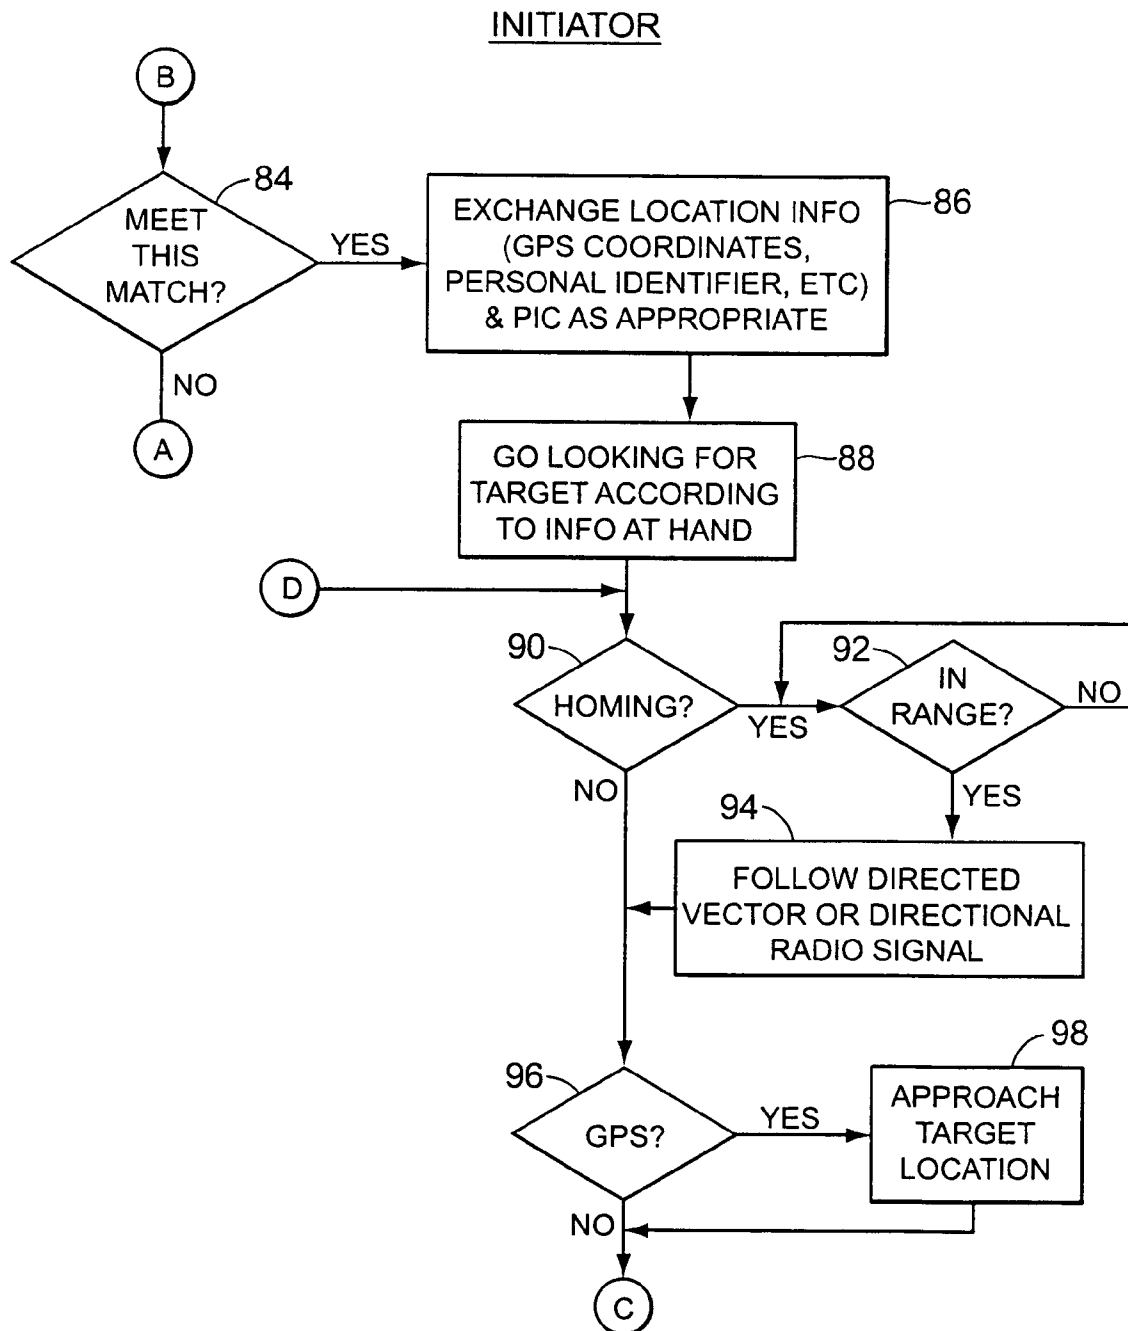 INITIATOR
B
84
MEET
THIS
MATCH?
YES
NO
A
86
EXCHANGE LOCATION INFO
(GPS COORDINATES,
PERSONAL IDENTIFIER, ETC)
& PIC AS APPROPRIATE
88
GO LOOKING FOR
TARGET ACCORDING
TO INFO AT HAND
D
90
HOMING?
YES
NO
92
IN
RANGE?
NO
YES
94
FOLLOW DIRECTED
VECTOR OR DIRECTIONAL
RADIO SIGNAL
96
GPS?
YES
NO
98
APPROACH
TARGET
LOCATION
C